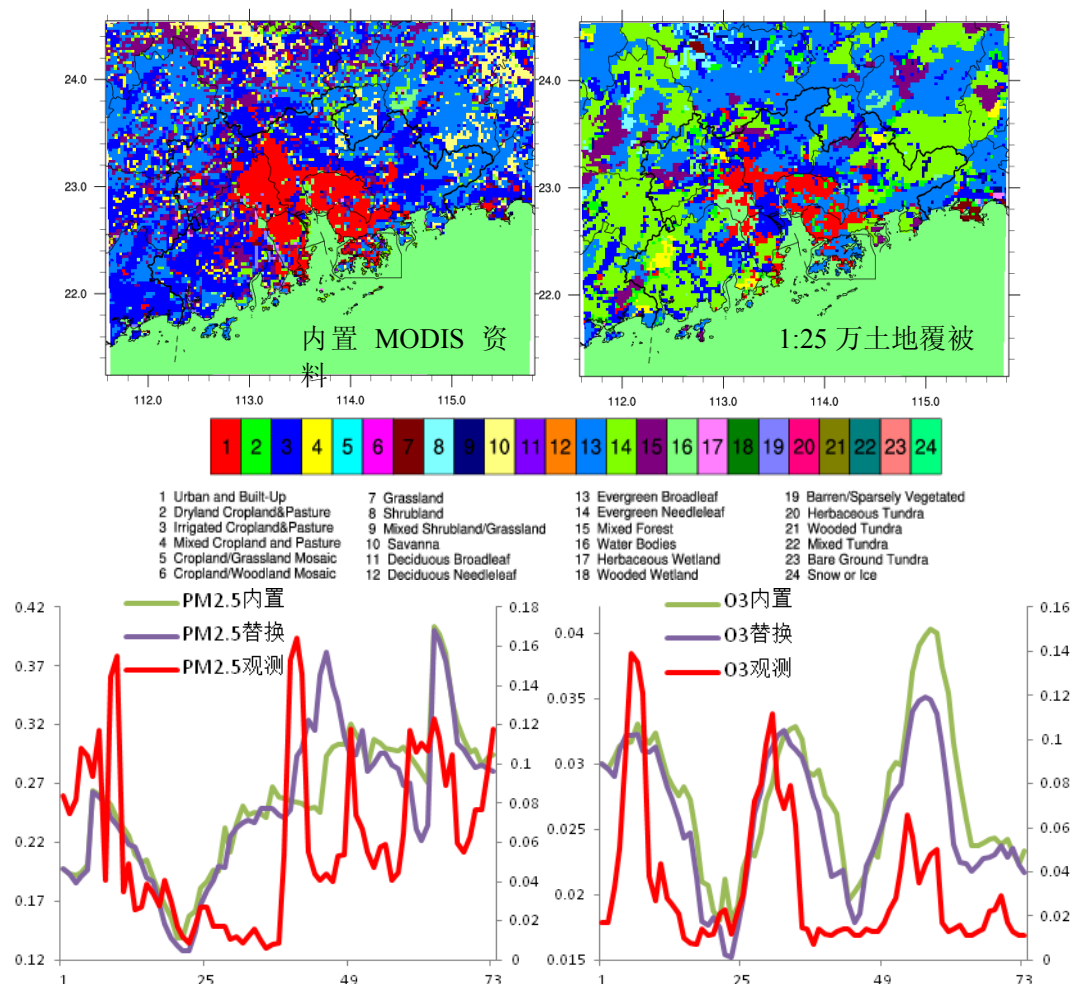 24.0
23.0
22.0
内置 MODIS 资
料
112.0 113.0 114.0 115.0
24.0
23.0
22.0
1:25 万土地覆被
112.0 113.0 114.0 115.0
1 2 3 4 5 6 7 8 9 10 11 12 13 14 15 16 17 18 19 20 21 22 23 24
1 Urban and Built-Up
2 Dryland Cropland&Pasture
3 Irrigated Cropland&Pasture
4 Mixed Cropland and Pasture
5 Cropland/Grassland Mosaic
6 Cropland/Woodland Mosaic
7 Grassland
8 Shrubland
9 Mixed Shrubland/Grassland
10 Savanna
11 Deciduous Broadleaf
12 Deciduous Needleleaf
13 Evergreen Broadleaf
14 Evergreen Needleleaf
15 Mixed Forest
16 Water Bodies
17 Herbaceous Wetland
18 Wooded Wetland
19 Barren/Sparsely Vegetated
20 Herbaceous Tundra
21 Wooded Tundra
22 Mixed Tundra
23 Bare Ground Tundra
24 Snow or Ice
PM2.5内置
PM2.5替换
PM2.5观测
0.42
0.37
0.32
0.27
0.22
0.17
0.12
0.18
0.16
0.14
0.12
0.1
0.08
0.06
0.04
0.02
0
1 25 49 73
O3内置
O3替换
O3观测
0.04
0.035
0.03
0.025
0.02
0.015
0.16
0.14
0.12
0.1
0.08
0.06
0.04
0.02
0
1 25 49 73